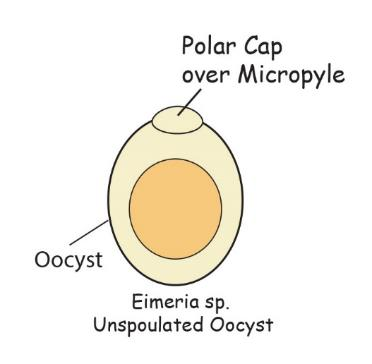 Polar Cap
over Micropyle
Oocyst
Eimeria sp.
Unspoulated Oocyst